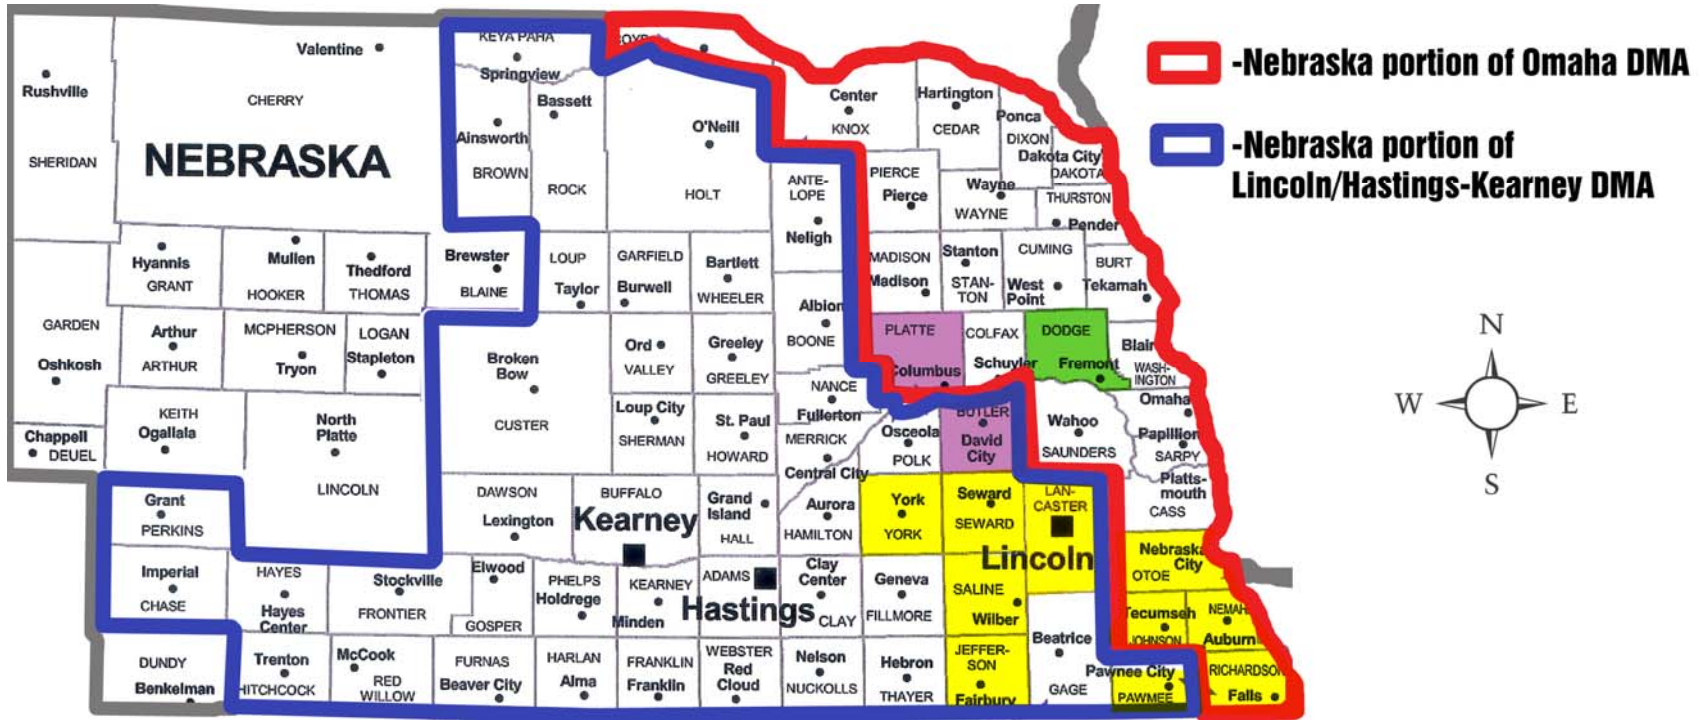 KEYA PAHA
Springview
Valentine
Rushville
CHERRY
Bassett
Ainsworth
O'Neill
NEBRASKA
SHERIDAN
BROWN
ROCK
HOLT
Center
KNOX
Hartington
CEDAR
Ponca
DIXON
Dakota City
DAKOTA
ANTE-
LOPE
Neligh
PIERCE
Pierce
Wayne
WAYNE
THURSTON
Pender
-Nebraska portion of Omaha DMA
-Nebraska portion of
Lincoln/Hastings-Kearney DMA
Hyannis
GRANT
Mullen
HOOKER
Thedford
THOMAS
Brewster
BLAINE
LOUP
Taylor
GARFIELD
Burwell
Bartlett
WHEELER
MADISON
Madison
Stanton
STAN-
TON
CUMING
West
Point
BURT
Tekamah
GARDEN
Oshkosh
Arthur
ARTHUR
MCPHERSON
Tryon
LOGAN
Stapleton
Broken
Bow
CUSTER
Ord
VALLEY
Greeley
GREELEY
Albion
BOONE
PLATTE
Columbus
COLFAX
Schuyler
DODGE
Fremont
Blair
WASH-
INGTON
Omaha
N
W
E
S
Chappell
DEUEL
KEITH
Ogallala
North
Platte
LINCOLN
Loup City
SHERMAN
St. Paul
HOWARD
NANCE
Fullerton
MERRICK
Central City
Osceola
POLK
BUTLER
David
City
Wahoo
SAUNDERS
Papillion
SARPY
Platts-
mouth
CASS
Grant
PERKINS
DAWSON
Lexington
BUFFALO
Kearney
Grand
Island
HALL
Aurora
HAMILTON
York
YORK
Seward
SEWARD
LAN-
CASTER
Lincoln
Nebraska
City
OTOE
Imperial
CHASE
HAYES
Hayes
Center
Stockville
FRONTIER
Elwood
GOSPER
PHELPS
Holdrege
KEARNEY
Minden
ADAMS
Hastings
Clay
Center
CLAY
Geneva
FILLMORE
SALINE
Wilber
Tecumseh
JOHNSON
Auburn
DUNDY
Benkelman
Trenton
HITCHCOCK
McCook
RED
WILLOW
FURNAS
Beaver City
HARLAN
Alma
FRANKLIN
Franklin
WEBSTER
Red
Cloud
Nelson
NUCKOLLS
Hebron
THAYER
JEFFER-
SON
Fairbury
Beatrice
GAGE
Pawnee City
PAWMEE
RICHARDSON
Falls